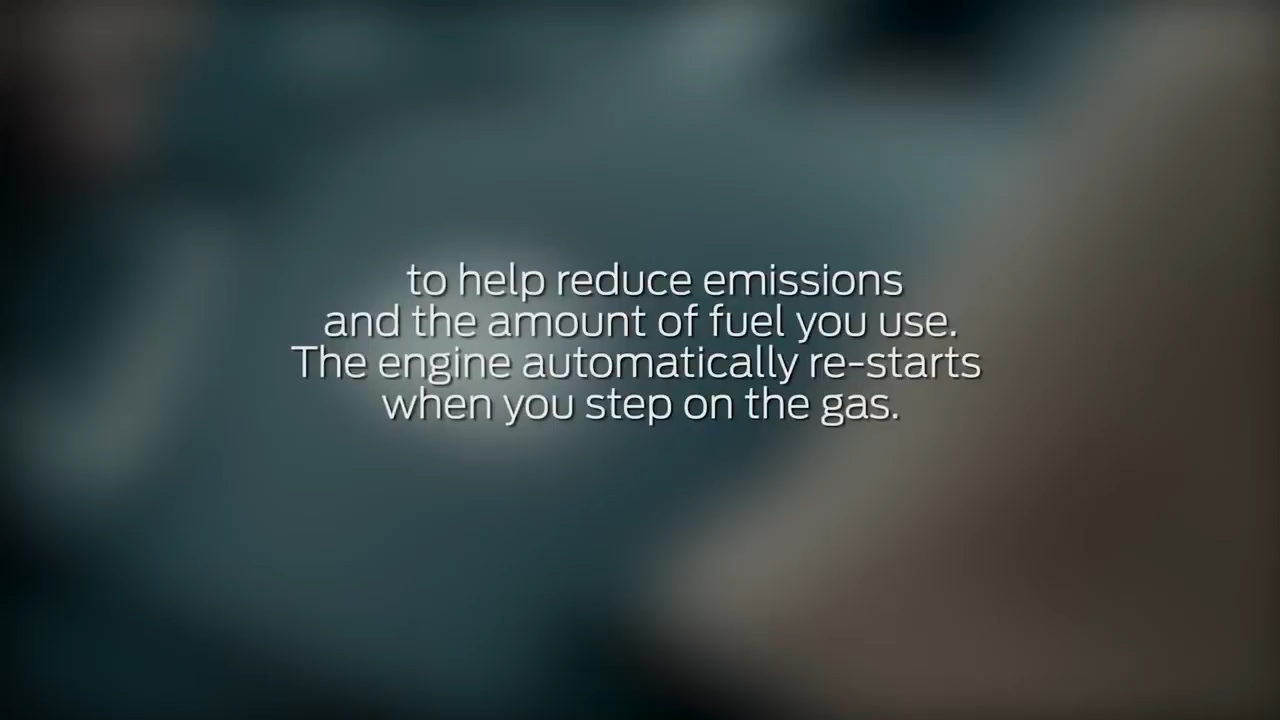 to help reduce emissions
and the amount of fuel you use.
The engine automatically re-starts
when you step on the gas.